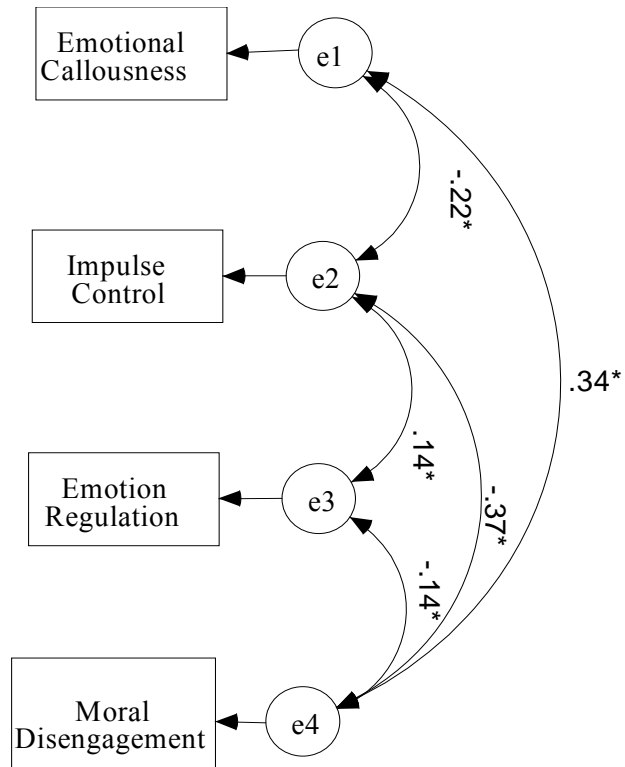 Emotional
Callousness
e1
-.22*
Impulse
Control
e2
.34*
.14*
-.37*
Emotion
Regulation
e3
-.14*
Moral
Disengagement
e4